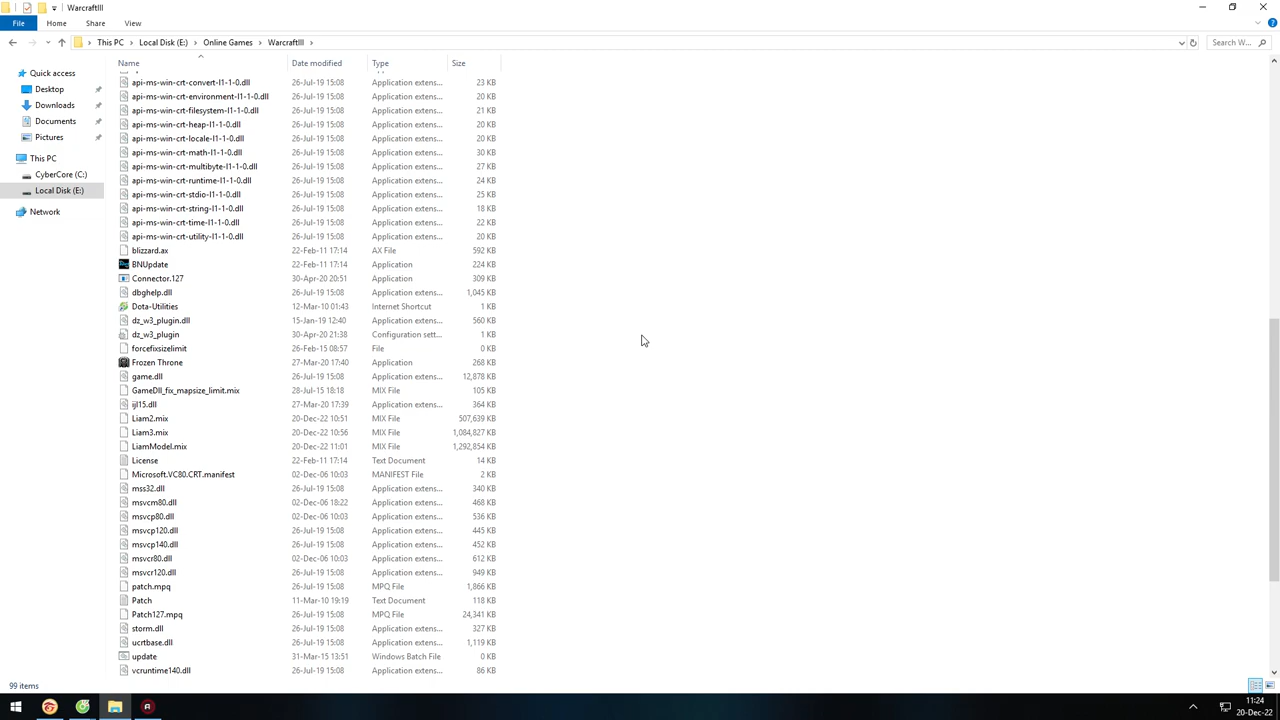 WarcraftIII
File Home Share View
This PC Local Disk (E:) Online Games WarcraftIII Search W...
Name Date modified Type Size
Quick access
Desktop
Downloads
Documents
Pictures
This PC
CyberCore (C:)
Local Disk (E:)
Network
api-ms-win-crt-convert-l1-1-0.dll 26-Jul-19 15:08 Application extens... 23 KB
api-ms-win-crt-environment-l1-1-0.dll 26-Jul-19 15:08 Application extens... 20 KB
api-ms-win-crt-filesystem-l1-1-0.dll 26-Jul-19 15:08 Application extens... 21 KB
api-ms-win-crt-heap-l1-1-0.dll 26-Jul-19 15:08 Application extens... 20 KB
api-ms-win-crt-locale-l1-1-0.dll 26-Jul-19 15:08 Application extens... 20 KB
api-ms-win-crt-math-l1-1-0.dll 26-Jul-19 15:08 Application extens... 30 KB
api-ms-win-crt-multibyte-l1-1-0.dll 26-Jul-19 15:08 Application extens... 27 KB
api-ms-win-crt-runtime-l1-1-0.dll 26-Jul-19 15:08 Application extens... 24 KB
api-ms-win-crt-stdio-l1-1-0.dll 26-Jul-19 15:08 Application extens... 25 KB
api-ms-win-crt-string-l1-1-0.dll 26-Jul-19 15:08 Application extens... 18 KB
api-ms-win-crt-time-l1-1-0.dll 26-Jul-19 15:08 Application extens... 22 KB
api-ms-win-crt-utility-l1-1-0.dll 26-Jul-19 15:08 Application extens... 20 KB
blizzard.ax 22-Feb-11 17:14 AX File 592 KB
BNUpdate 22-Feb-11 17:14 Application 224 KB
Connector.127 30-Apr-20 20:51 Application 309 KB
dbghelp.dll 26-Jul-19 15:08 Application extens... 1,045 KB
Dota-Utilities 12-Mar-10 01:43 Internet Shortcut 1 KB
dz_w3_plugin.dll 15-Jan-19 12:40 Application extens... 560 KB
dz_w3_plugin 30-Apr-20 21:38 Configuration sett... 1 KB
forcefixsizelimit 26-Feb-15 08:57 File 0 KB
Frozen Throne 27-Mar-20 17:40 Application 268 KB
game.dll 26-Jul-19 15:08 Application extens... 12,878 KB
GameDll_fix_mapsize_limit.mix 28-Jul-15 18:18 MIX File 105 KB
ijl15.dll 27-Mar-20 17:39 Application extens... 364 KB
Liam2.mix 20-Dec-22 10:51 MIX File 507,639 KB
Liam3.mix 20-Dec-22 10:56 MIX File 1,084,827 KB
LiamModel.mix 20-Dec-22 11:01 MIX File 1,292,854 KB
License 22-Feb-11 17:14 Text Document 14 KB
Microsoft.VC80.CRT.manifest 02-Dec-06 10:03 MANIFEST File 2 KB
mss32.dll 26-Jul-19 15:08 Application extens... 340 KB
msvcm80.dll 02-Dec-06 18:22 Application extens... 468 KB
msvcp80.dll 02-Dec-06 10:03 Application extens... 536 KB
msvcp120.dll 26-Jul-19 15:08 Application extens... 445 KB
msvcp140.dll 26-Jul-19 15:08 Application extens... 452 KB
msvcr80.dll 02-Dec-06 10:03 Application extens... 612 KB
msvcr120.dll 26-Jul-19 15:08 Application extens... 949 KB
patch.mpq 26-Jul-19 15:08 MPQ File 1,866 KB
Patch 11-Mar-10 19:19 Text Document 118 KB
Patch127.mpq 26-Jul-19 15:08 MPQ File 24,341 KB
storm.dll 26-Jul-19 15:08 Application extens... 327 KB
ucrtbase.dll 26-Jul-19 15:08 Application extens... 1,119 KB
update 31-Mar-15 13:51 Windows Batch File 0 KB
vcruntime140.dll 26-Jul-19 15:08 Application extens... 86 KB
99 items
11:24
20-Dec-22